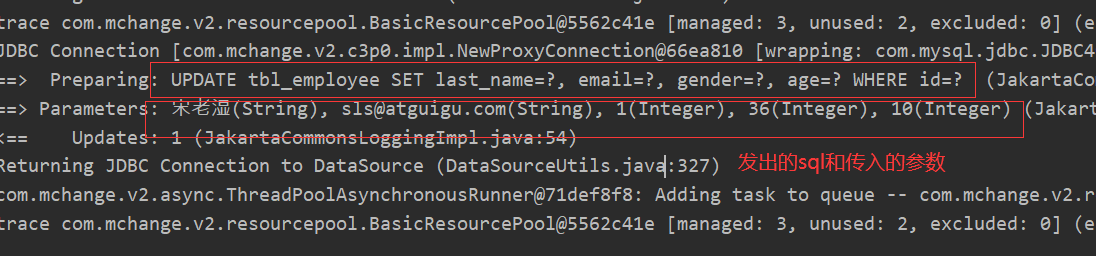 trace com.mchange.v2.resourcepool.BasicResourcePool@5562c41e [managed: 3, unused: 2, excluded: 0] (e
JDBC Connection [com.mchange.v2.c3p0.impl.NewProxyConnection@66ea810 [wrapping: com.mysql.jdbc.JDBC4
==>  Preparing: UPDATE tbl_employee SET last_name=?, email=?, gender=?, age=? WHERE id=? (JakartaCo
==> Parameters: 宋老湿(String), sls@atguigu.com(String), 1(Integer), 36(Integer), 10(Integer) (Jakart
<==    Updates: 1 (JakartaCommonsLoggingImpl.java:54)
Returning JDBC Connection to DataSource (DataSourceUtils.java:327) 发出的sql和传入的参数
com.mchange.v2.async.ThreadPoolAsynchronousRunner@71def8f8: Adding task to queue -- com.mchange.v2.r
trace com.mchange.v2.resourcepool.BasicResourcePool@5562c41e [managed: 3, unused: 2, excluded: 0] (e